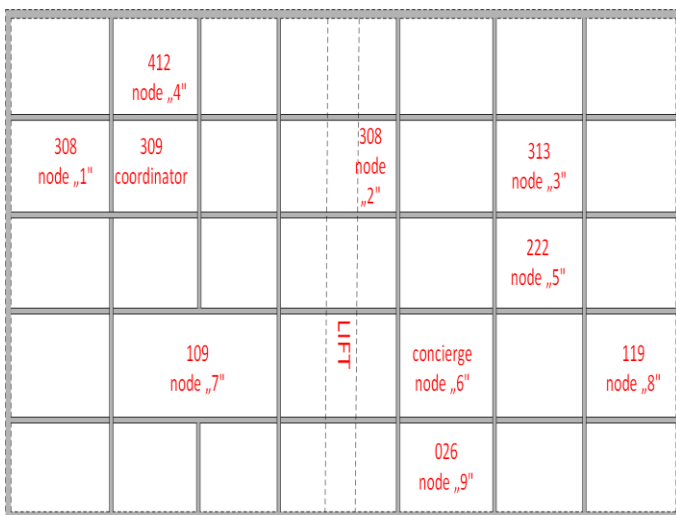 412
node „4"
308
node „1"
309
coordinator
308
node
„2"
313
node „3"
222
node „5"
109
node „7"
LIFT
concierge
node „6"
119
node „8"
026
node „9"